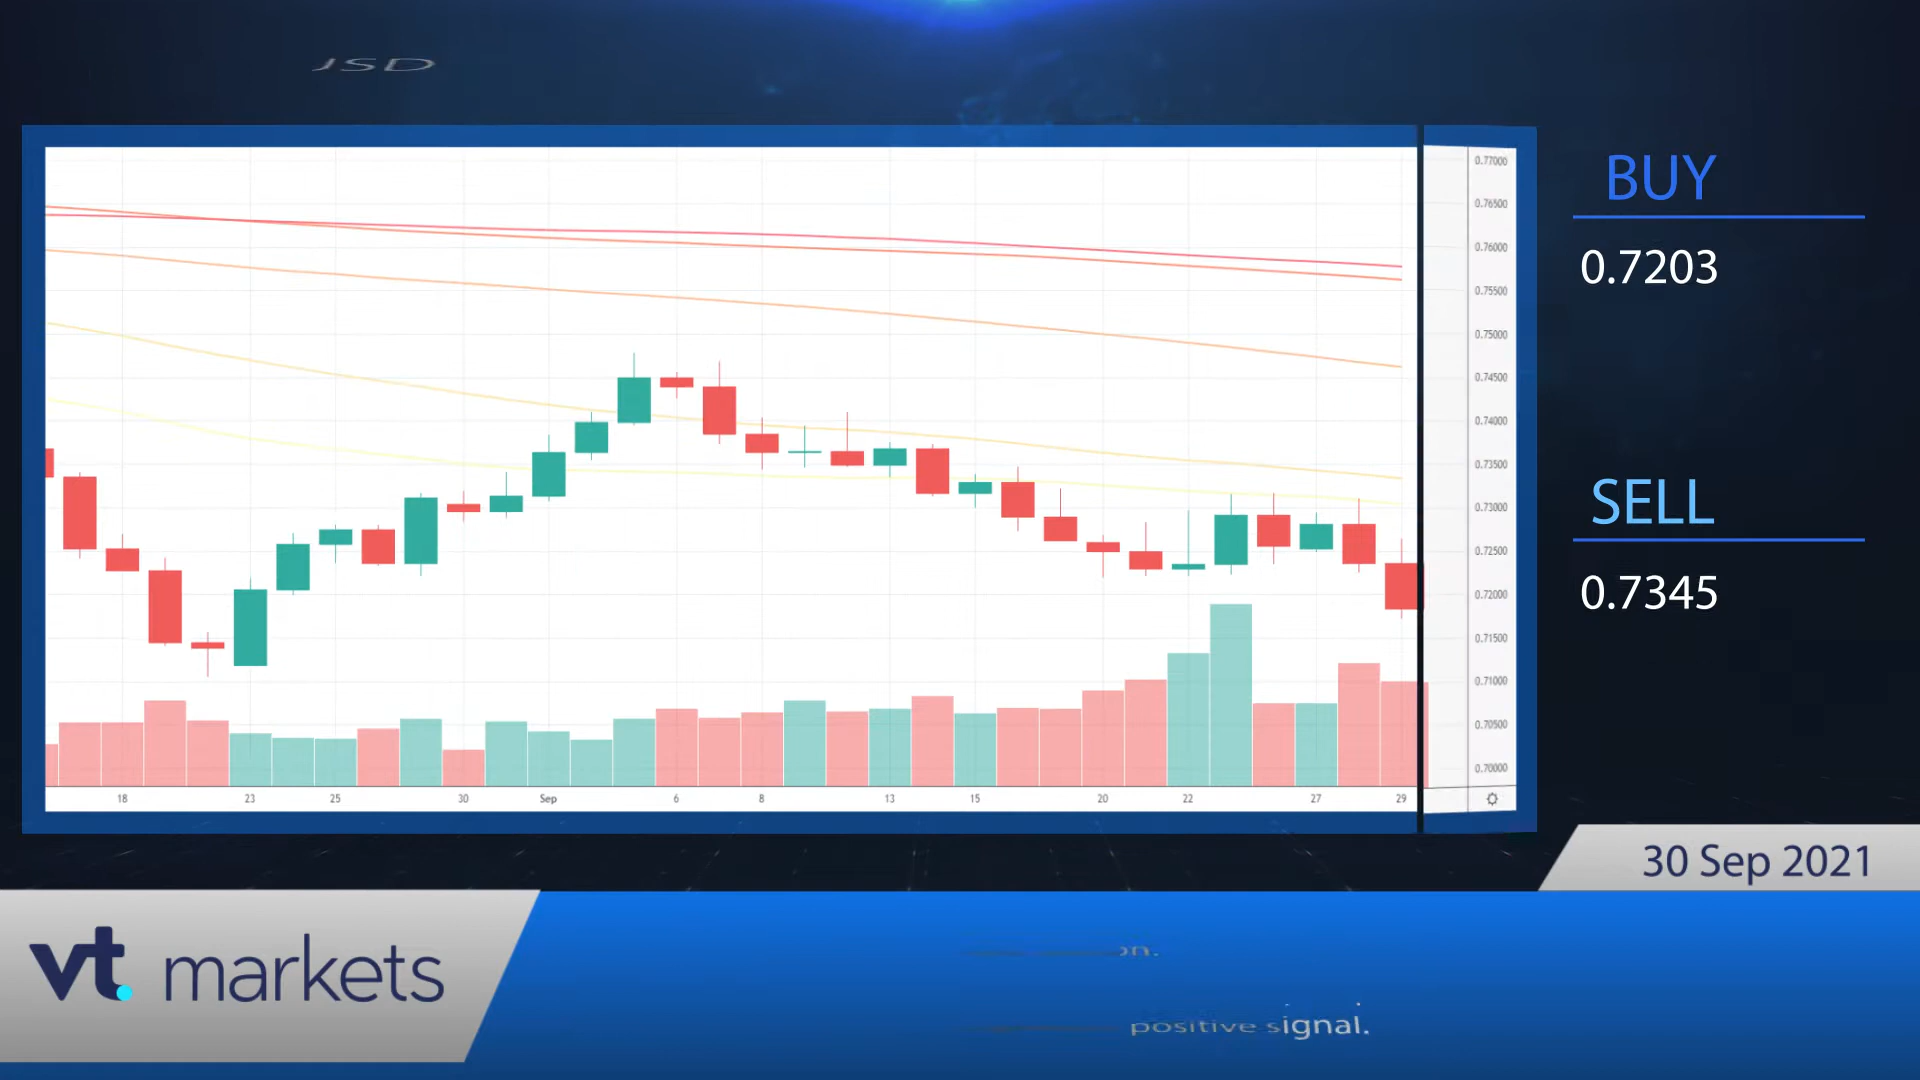 JSD
0.77000
0.76500
0.76000
0.75500
0.75000
0.74500
0.74000
0.73500
0.73000
0.72500
0.72000
0.71500
0.71000
0.70500
0.70000
18 23 25 30 Sep 6 8 13 15 20 22 27 29
BUY
0.7203
SELL
0.7345
30 Sep 2021
vt. markets
on.
positive signal.